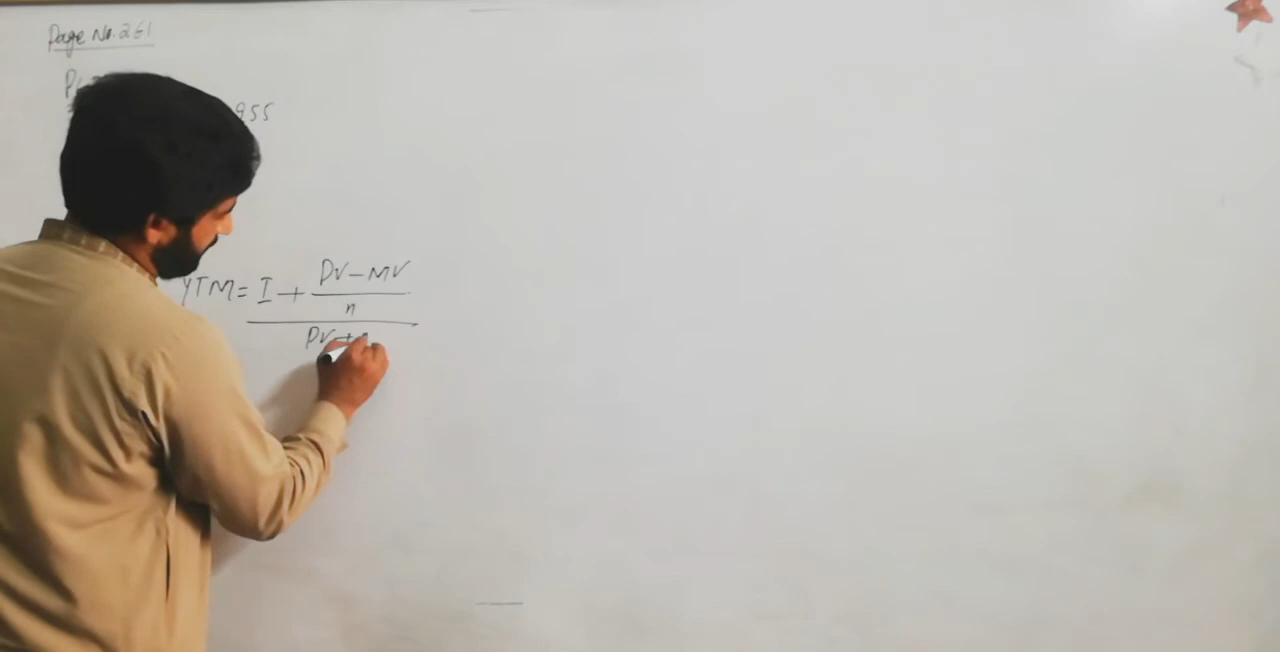 Page No. 261
955
YTM = I + PV - MV
n
PV +